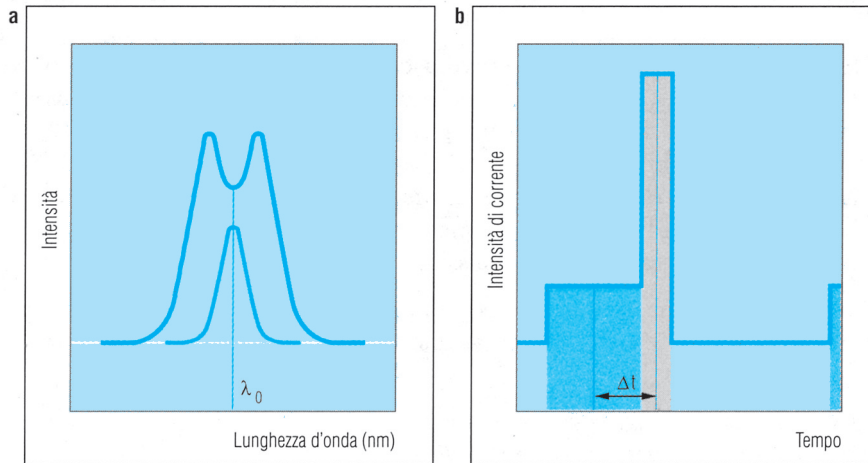 a
Intensità
λ₀
Lunghezza d'onda (nm)
b
Intensità di corrente
Δt
Tempo